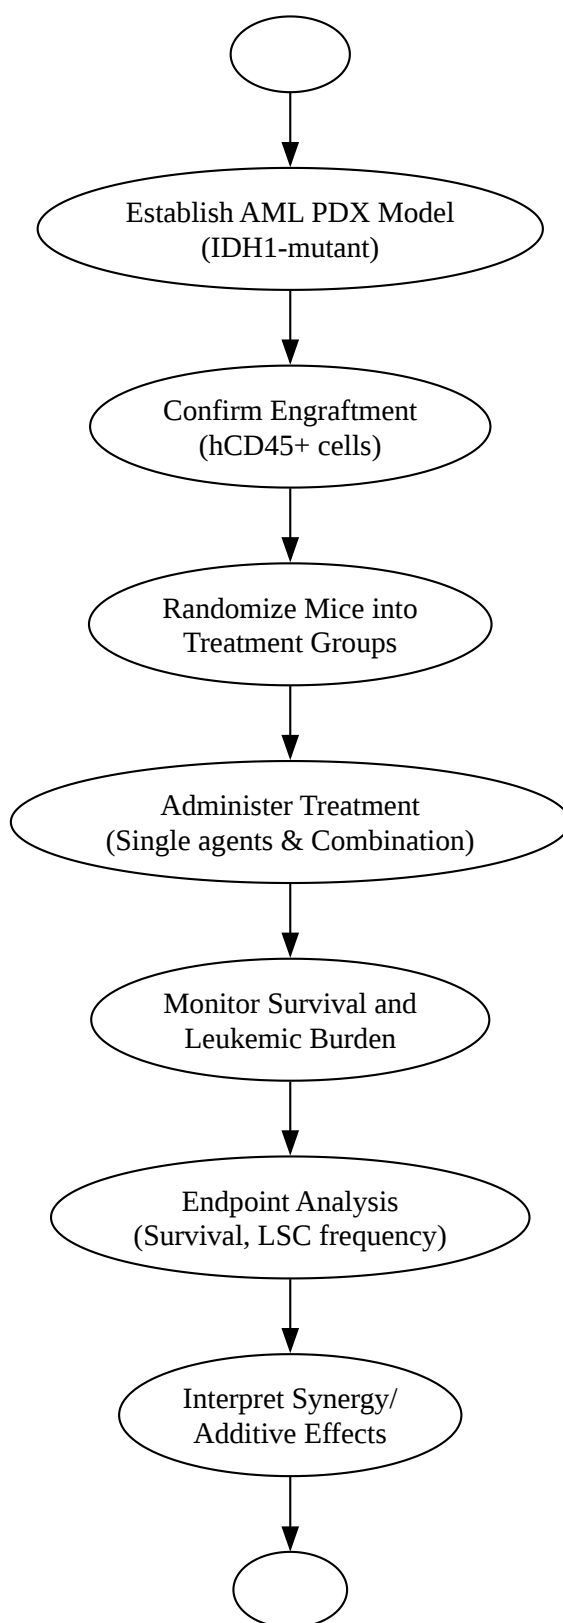 Establish AML PDX Model
(IDH1-mutant)
Confirm Engraftment
(hCD45+ cells)
Randomize Mice into
Treatment Groups
Administer Treatment
(Single agents & Combination)
Monitor Survival and
Leukemic Burden
Endpoint Analysis
(Survival, LSC frequency)
Interpret Synergy/
Additive Effects